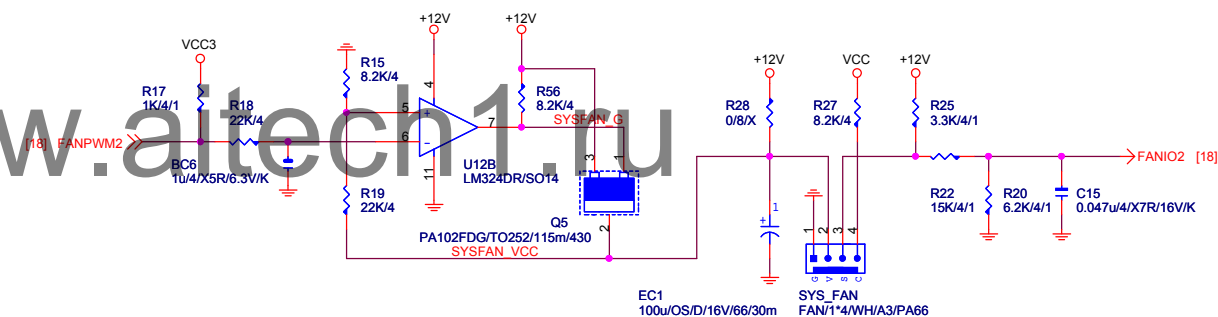 +12V
+12V
VCC3
R15
8.2K/4
4
R17
1K/4/1
R18
22K/4
5
+
6
-
7
R56
8.2K/4
SYSFAN_G
[18] FANPWM2
BC6
1u/4/X5R/6.3V/K
11
U12B
LM324DR/SO14
3
1
R19
22K/4
Q5
PA102FDG/TO252/115m/430
2
SYSFAN_VCC
+12V
VCC
+12V
R28
0/8/X
R27
8.2K/4
R25
3.3K/4/1
FANIO2 [18]
R22
15K/4/1
R20
6.2K/4/1
C15
0.047u/4/X7R/16V/K
+
1
1
2
3
4
G
V
S
C
EC1
100u/OS/D/16V/66/30m
SYS_FAN
FAN/1*4/WH/A3/PA66
w.aitech1.ru